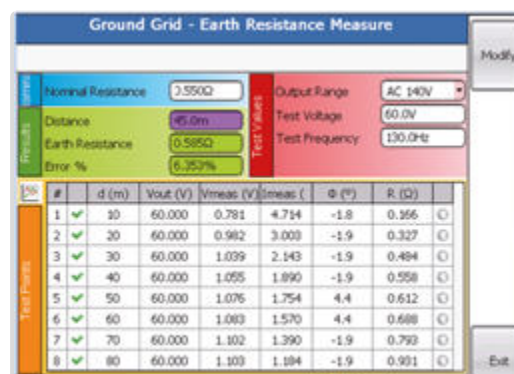 Ground Grid - Earth Resistance Measure
Modify
Nominal Resistance 0.550Ω
Output Range AC 140V
Results
Distance 45.0m
Test Values
Test Voltage 60.0V
Earth Resistance 0.585Ω
Test Frequency 130.0Hz
Error % 6.353%
# d (m) Vout (V) Vmeas (V) Imeas ( Φ (º) R (Ω)
Test Points
1 10 60.000 0.781 4.714 -1.8 0.166
2 20 60.000 0.982 3.003 -1.9 0.327
3 30 60.000 1.039 2.143 -1.9 0.484
4 40 60.000 1.055 1.890 -1.9 0.558
5 50 60.000 1.076 1.754 4.4 0.612
6 60 60.000 1.083 1.570 4.4 0.688
7 70 60.000 1.102 1.390 -1.9 0.793
8 80 60.000 1.103 1.184 -1.9 0.931
Exit